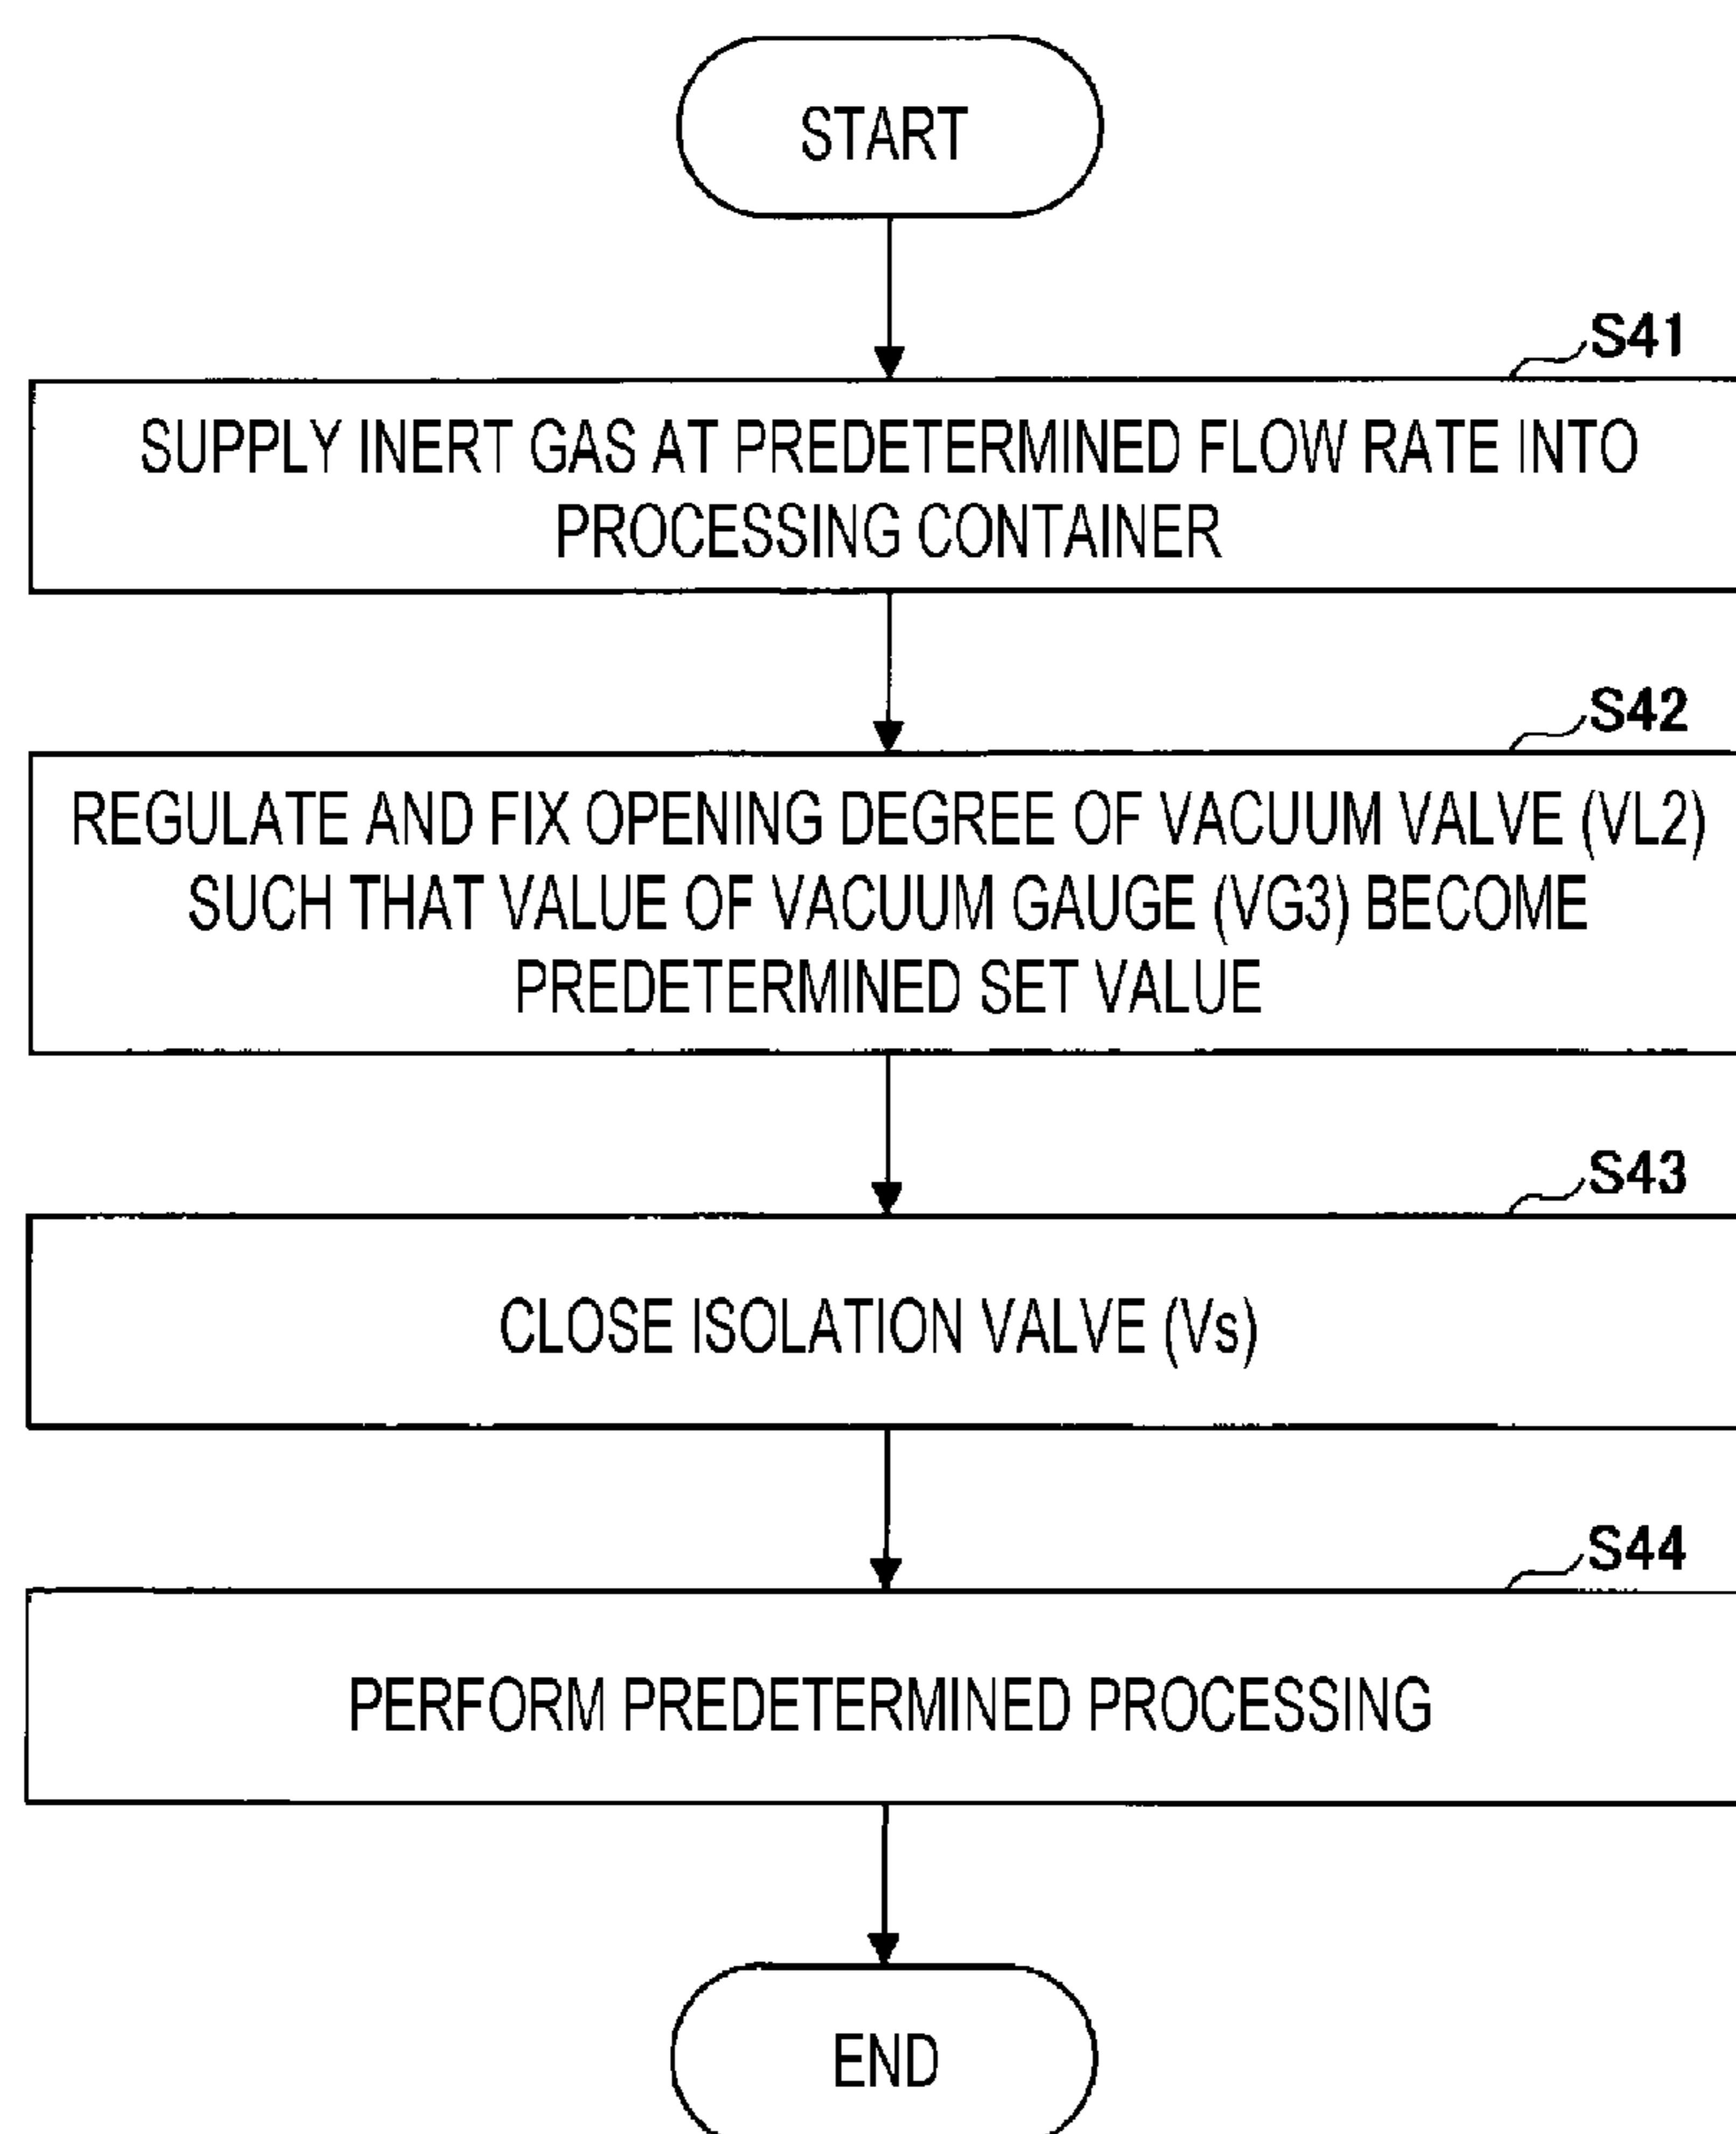 START
S41
SUPPLY INERT GAS AT PREDETERMINED FLOW RATE INTO
PROCESSING CONTAINER
S42
REGULATE AND FIX OPENING DEGREE OF VACUUM VALVE (VL2)
SUCH THAT VALUE OF VACUUM GAUGE (VG3) BECOME
PREDETERMINED SET VALUE
S43
CLOSE ISOLATION VALVE (Vs)
S44
PERFORM PREDETERMINED PROCESSING
END